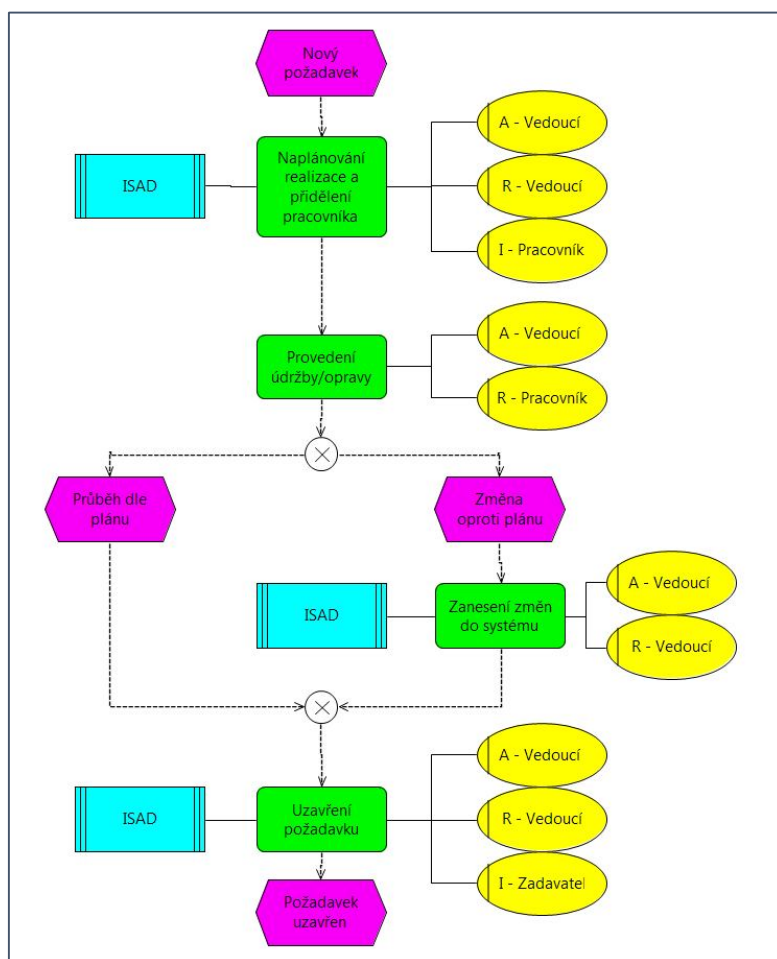 Nový
požadavek
A - Vedoucí
Naplánování
realizace a
přidělení
pracovníka
ISAD
R - Vedoucí
I - Pracovník
A - Vedoucí
Provedení
údržby/opravy
R - Pracovník
Průběh dle
plánu
Změna
oproti plánu
A - Vedoucí
ISAD
Zanesení změn
do systému
R - Vedoucí
A - Vedoucí
ISAD
Uzavření
požadavku
R - Vedoucí
I - Zadavatel
Požadavek
uzavřen